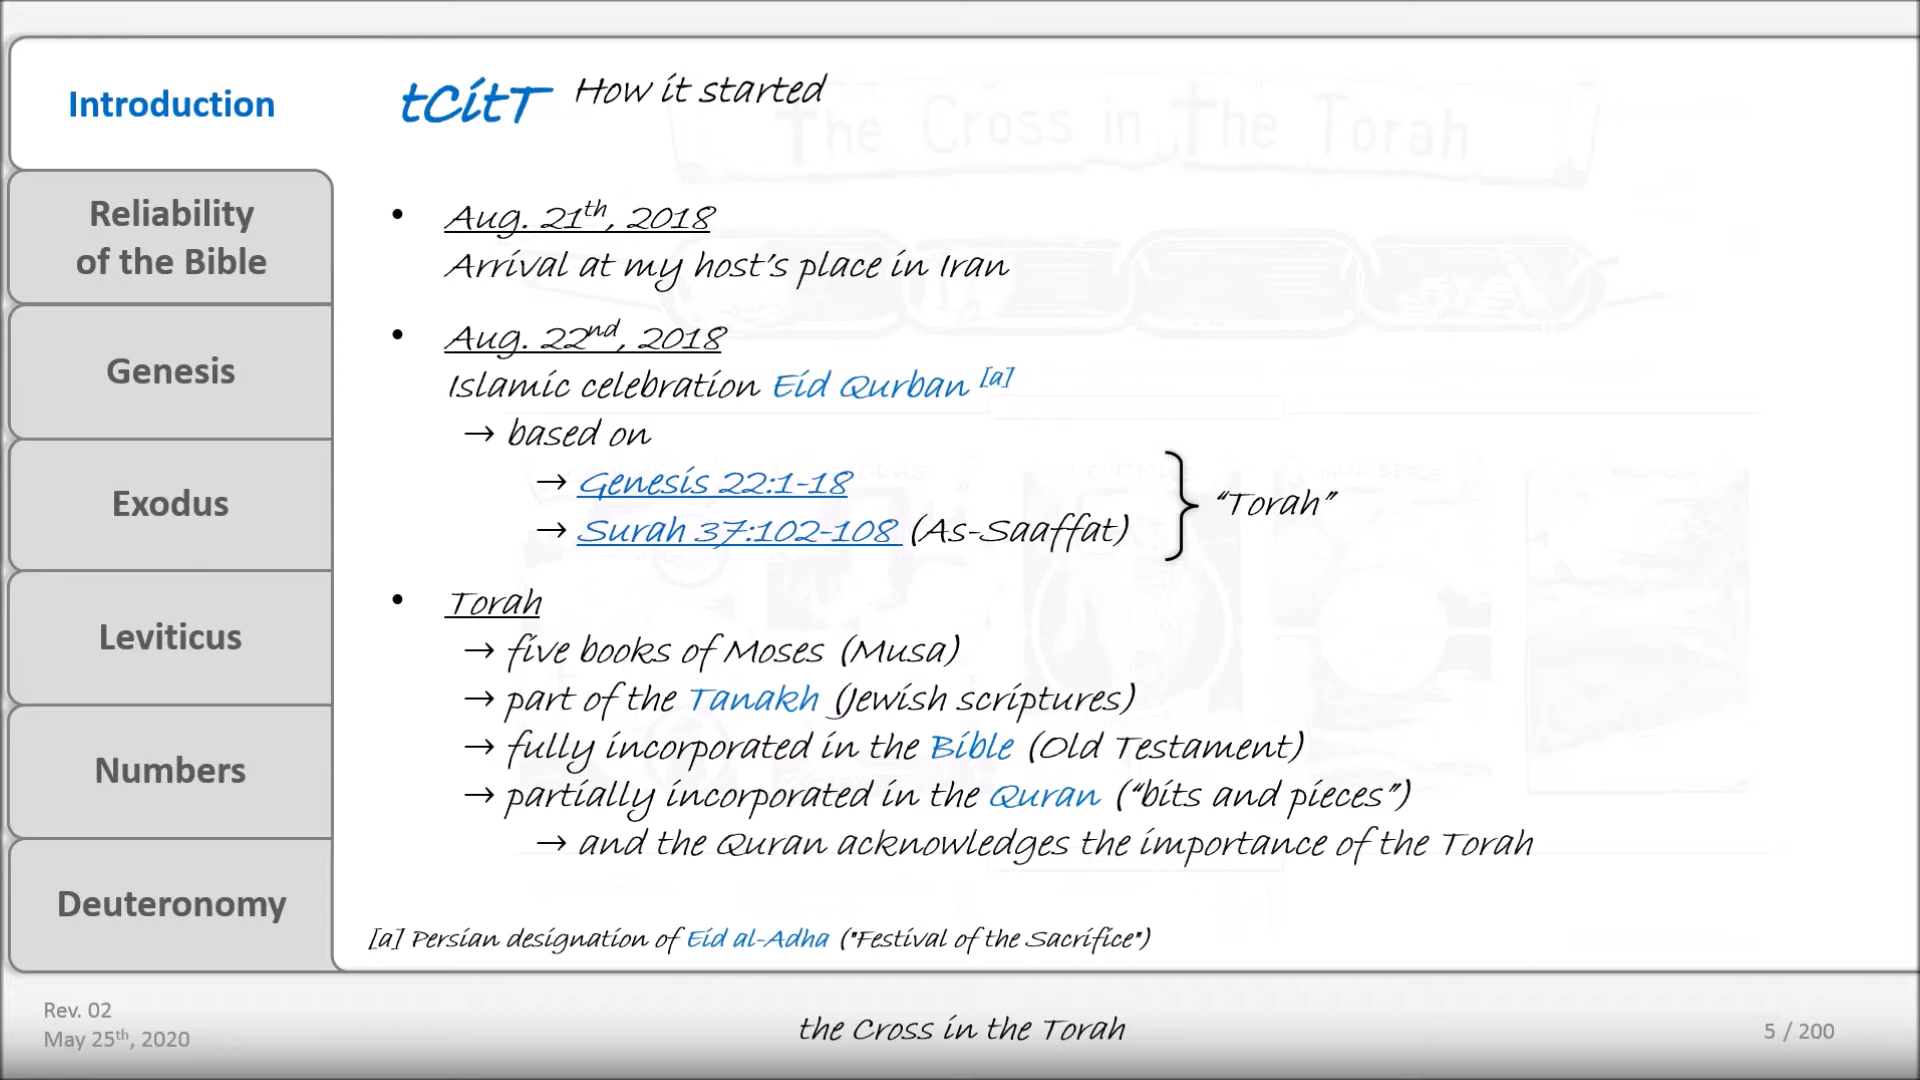 Introduction
Reliability
of the Bible
Genesis
Exodus
Leviticus
Numbers
Deuteronomy
tCitT How it started
The Cross in the Torah
• Aug. 21th, 2018
Arrival at my host's place in Iran
• Aug. 22nd, 2018
Islamic celebration Eid Qurban [a]
→ based on
→ Genesis 22:1-18
→ Surah 37:102-108 (As-Saaffat)
"Torah"
• Torah
→ five books of Moses (Musa)
→ part of the Tanakh (Jewish scriptures)
→ fully incorporated in the Bible (Old Testament)
→ partially incorporated in the Quran ("bits and pieces")
→ and the Quran acknowledges the importance of the Torah
[a] Persian designation of Eid al-Adha ("Festival of the Sacrifice")
Rev. 02
May 25th, 2020
the Cross in the Torah
5 / 200